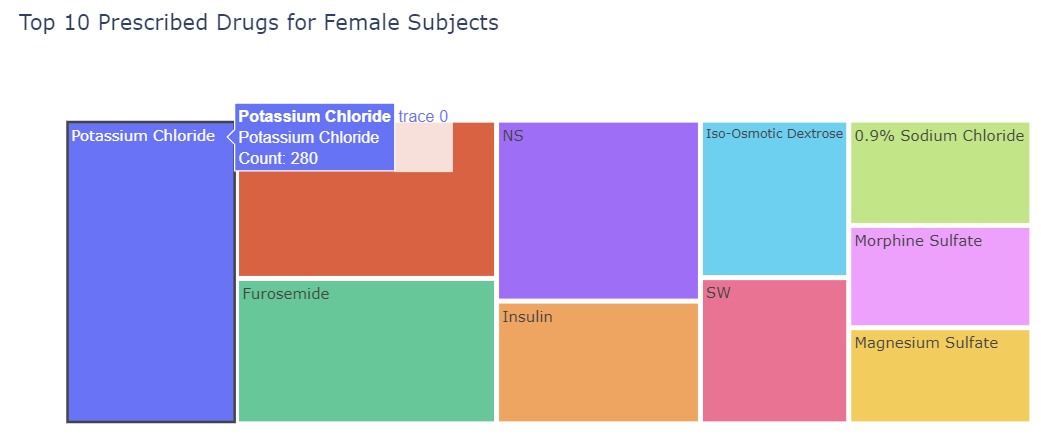 Top 10 Prescribed Drugs for Female Subjects
Potassium Chloride
Potassium Chloride trace 0
Potassium Chloride
Count: 280
NS
Iso-Osmotic Dextrose
0.9% Sodium Chloride
Furosemide
Insulin
SW
Morphine Sulfate
Magnesium Sulfate